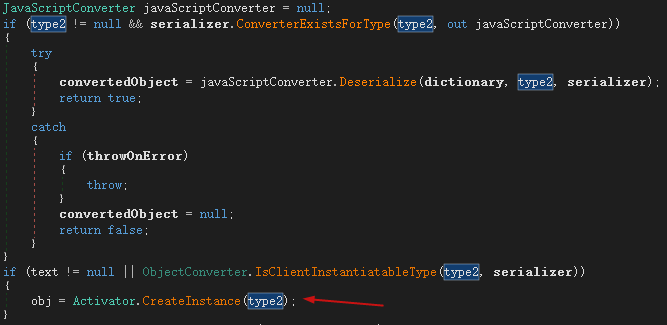 JavaScriptConverter javaScriptConverter = null;
if (type2 != null && serializer.ConverterExistsForType(type2, out javaScriptConverter))
{
try
{
convertedObject = javaScriptConverter.Deserialize(dictionary, type2, serializer);
return true;
}
catch
{
if (throwOnError)
{
throw;
}
convertedObject = null;
return false;
}
}
if (text != null || ObjectConverter.IsClientInstantiatableType(type2, serializer))
{
obj = Activator.CreateInstance(type2);
}